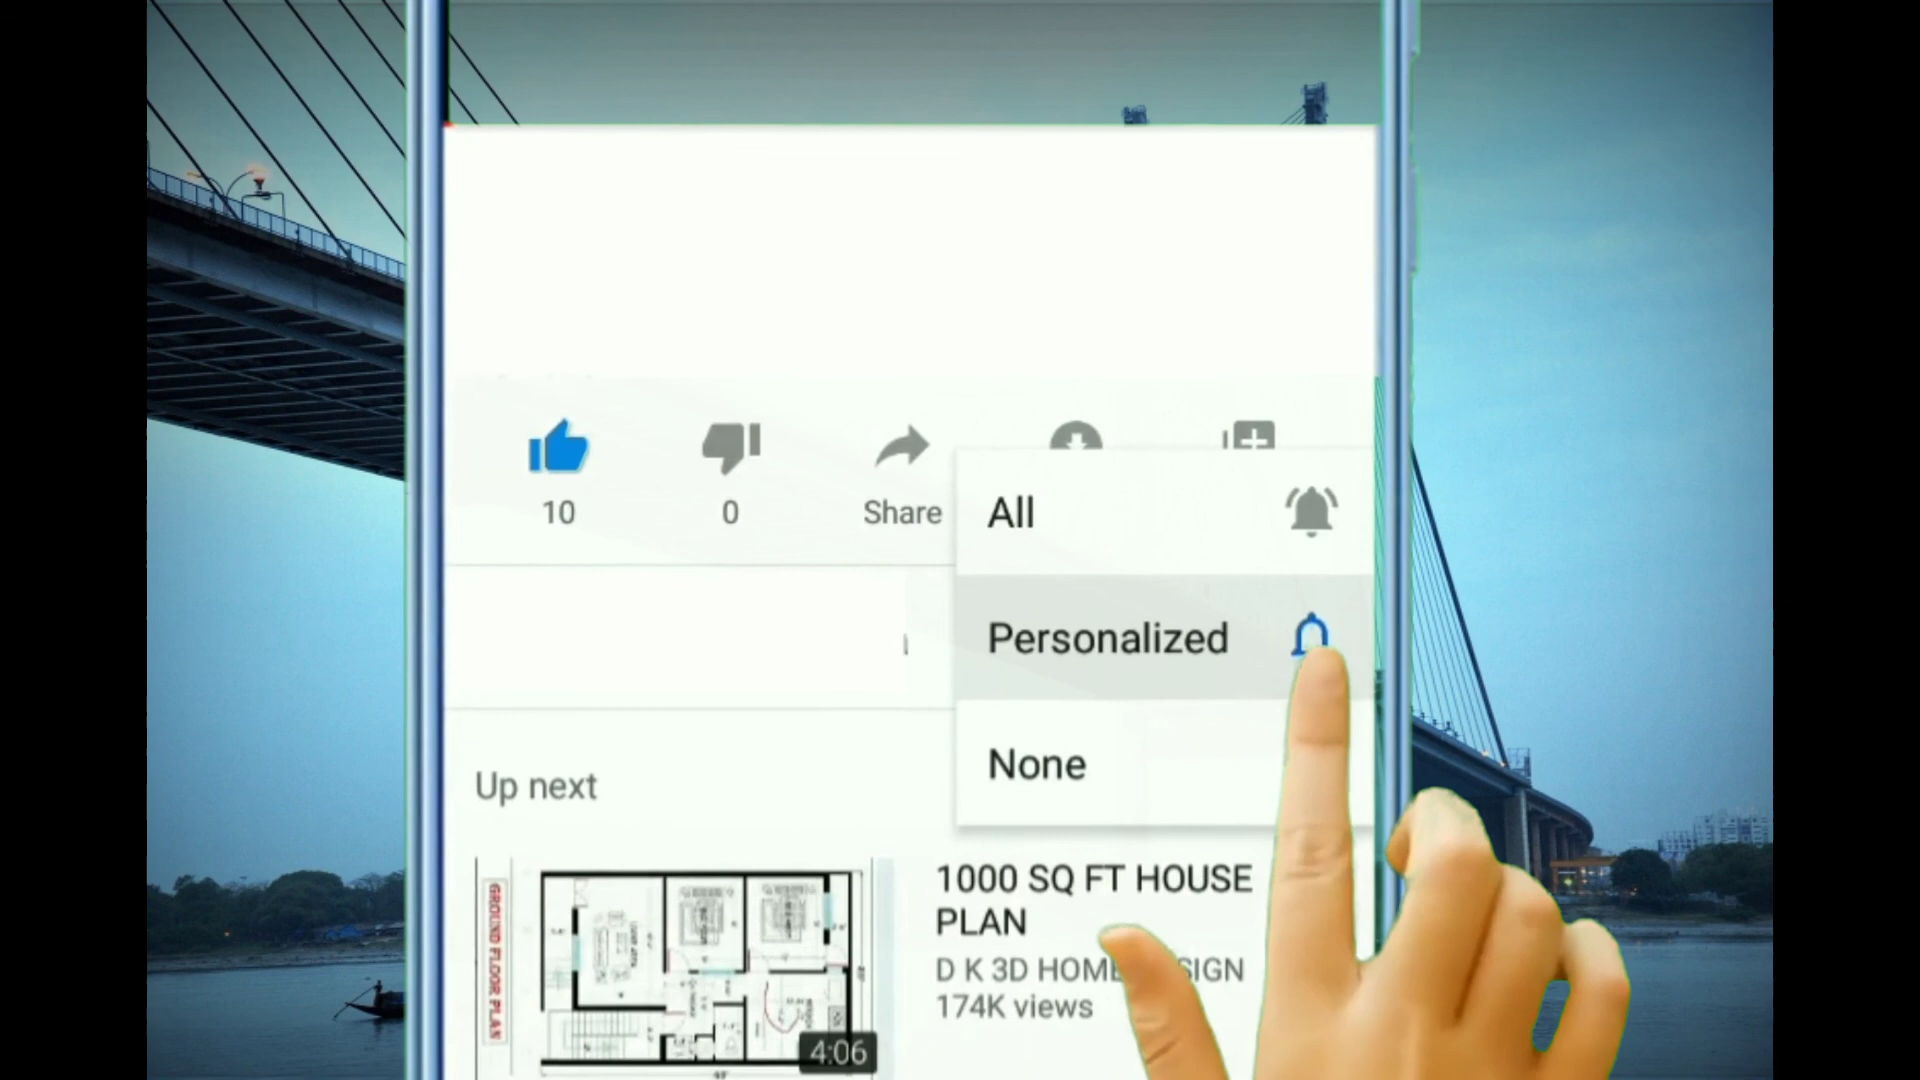 10
0
Share
All
Personalized
None
Up next
GROUND FLOOR PLAN
4:06
1000 SQ FT HOUSE
PLAN
D K 3D HOME
SIGN
174K views